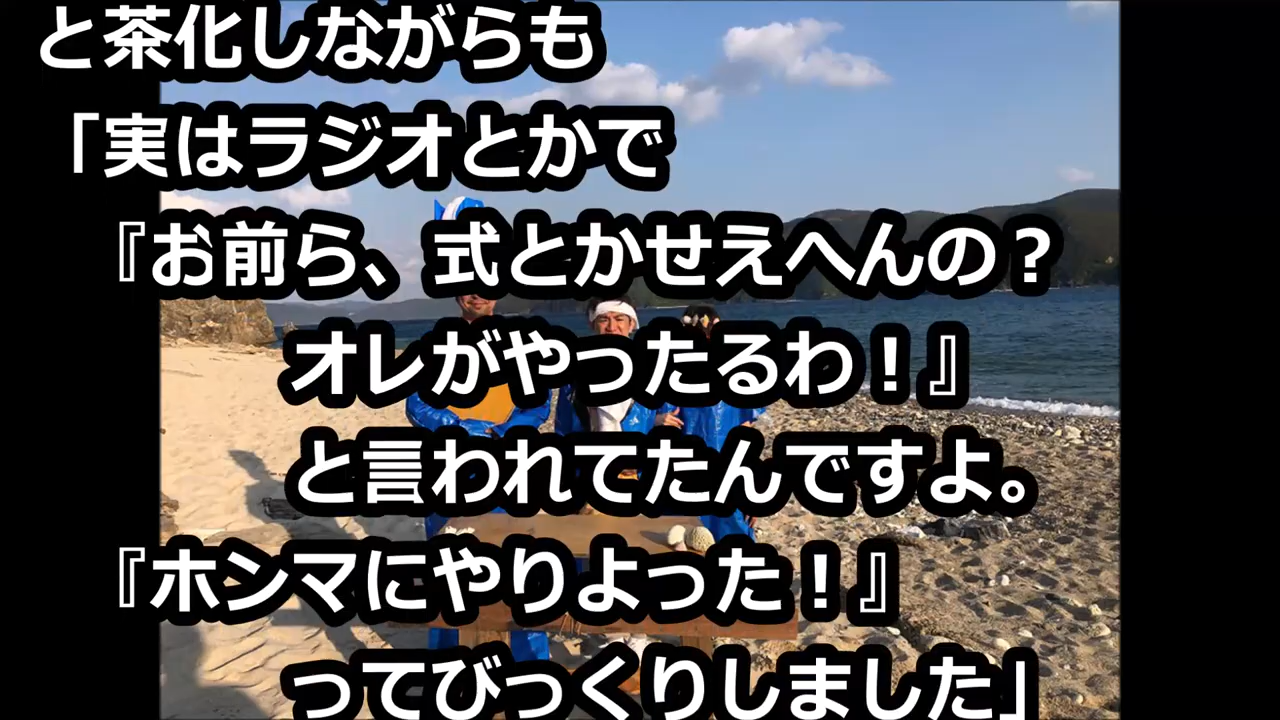 と茶化しながらも
「実はラジオとかで
『お前ら、式とかせえへんの？
オレがやったるわ！』
と言われてたんですよ。
『ホンマにやりよった！』
ってびっくりしました」